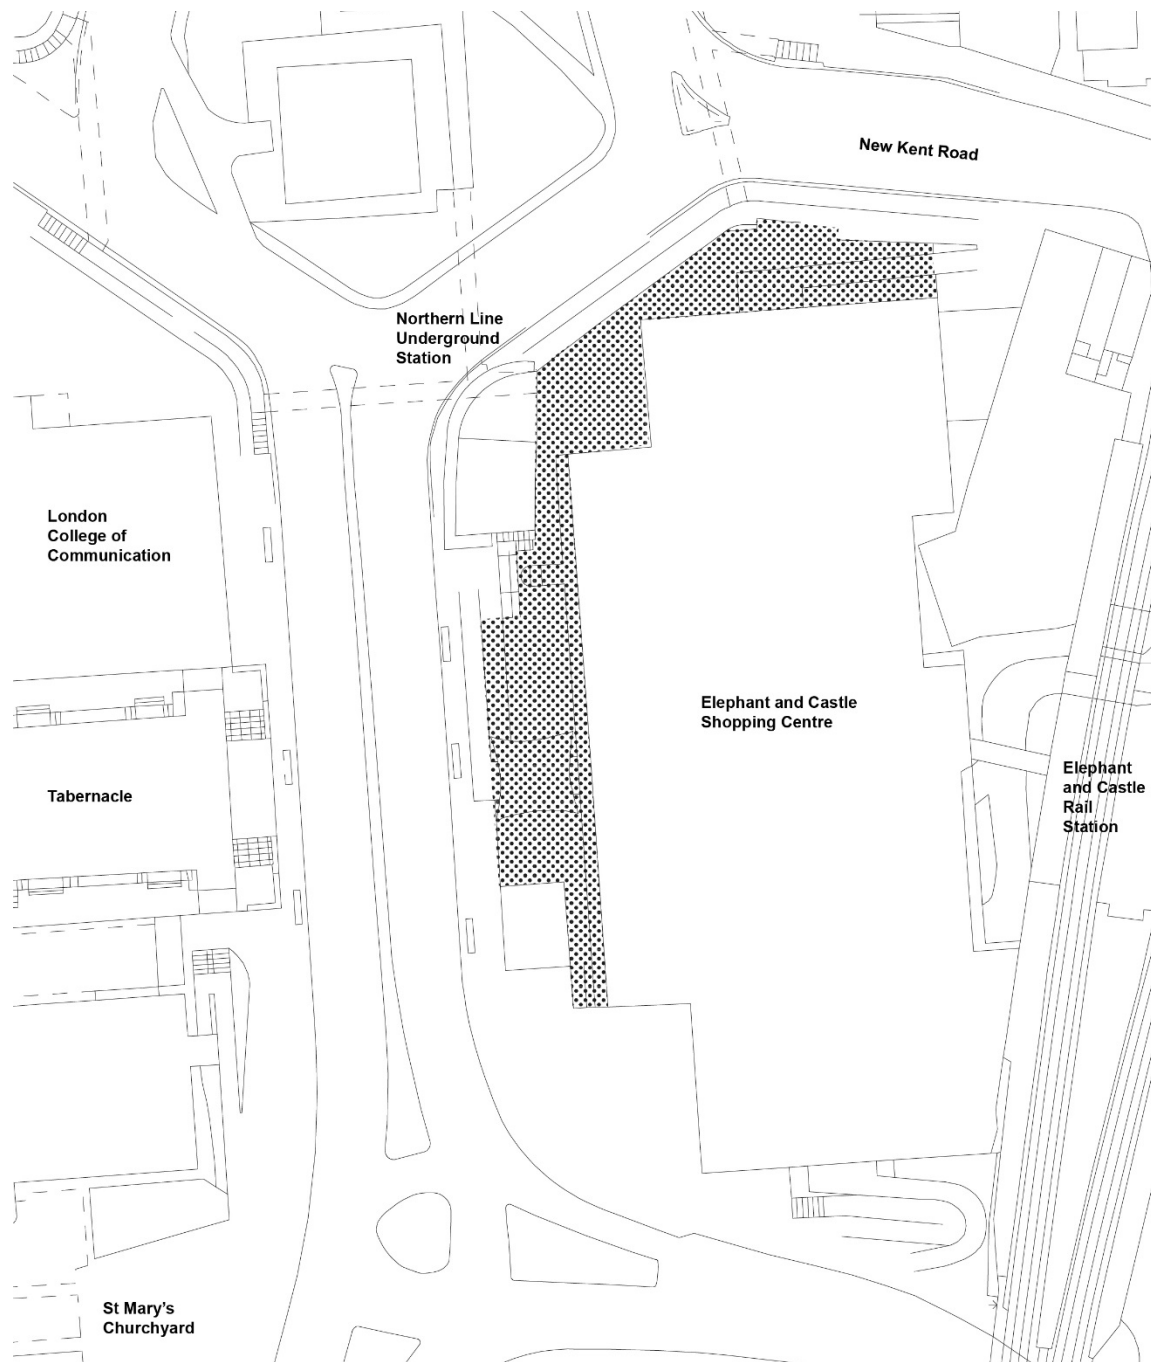 New Kent Road
Northern Line
Underground
Station
London
College of
Communication
Elephant and Castle
Shopping Centre
Elephant
and Castle
Rail
Station
Tabernacle
St Mary’s
Churchyard